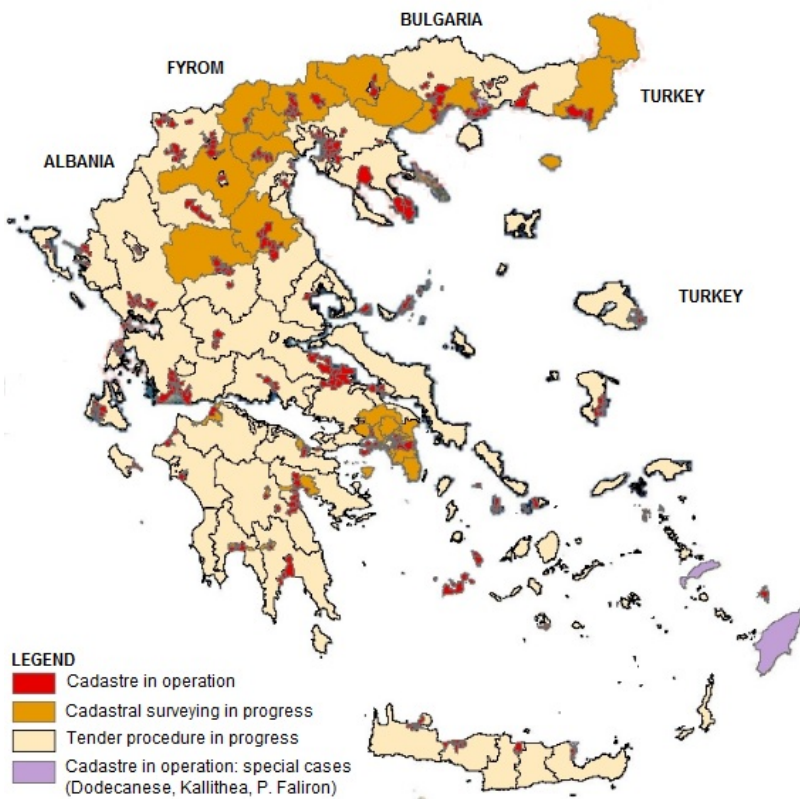 BULGARIA
FYROM
TURKEY
ALBANIA
TURKEY
LEGEND
Cadastre in operation
Cadastral surveying in progress
Tender procedure in progress
Cadastre in operation: special cases
(Dodecanese, Kallithea, P. Faliron)